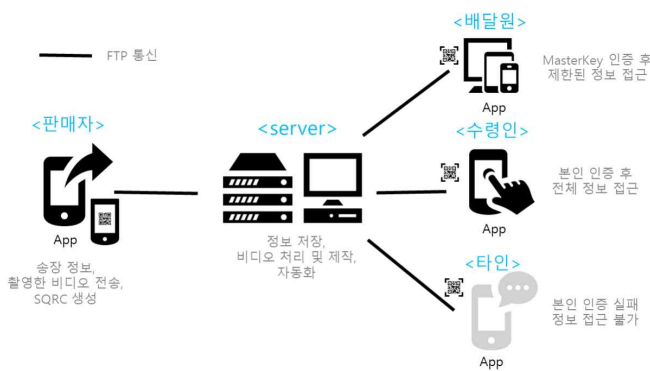 FTP 통신
<판매자>
App
송장 정보,
촬영한 비디오 전송,
SQRC 생성
<server>
정보 저장,
비디오 처리 및 제작,
자동화
<배달원>
App
MasterKey 인증 후
제한된 정보 접근
<수령인>
App
본인 인증 후
전체 정보 접근
<타인>
App
본인 인증 실패
정보 접근 불가